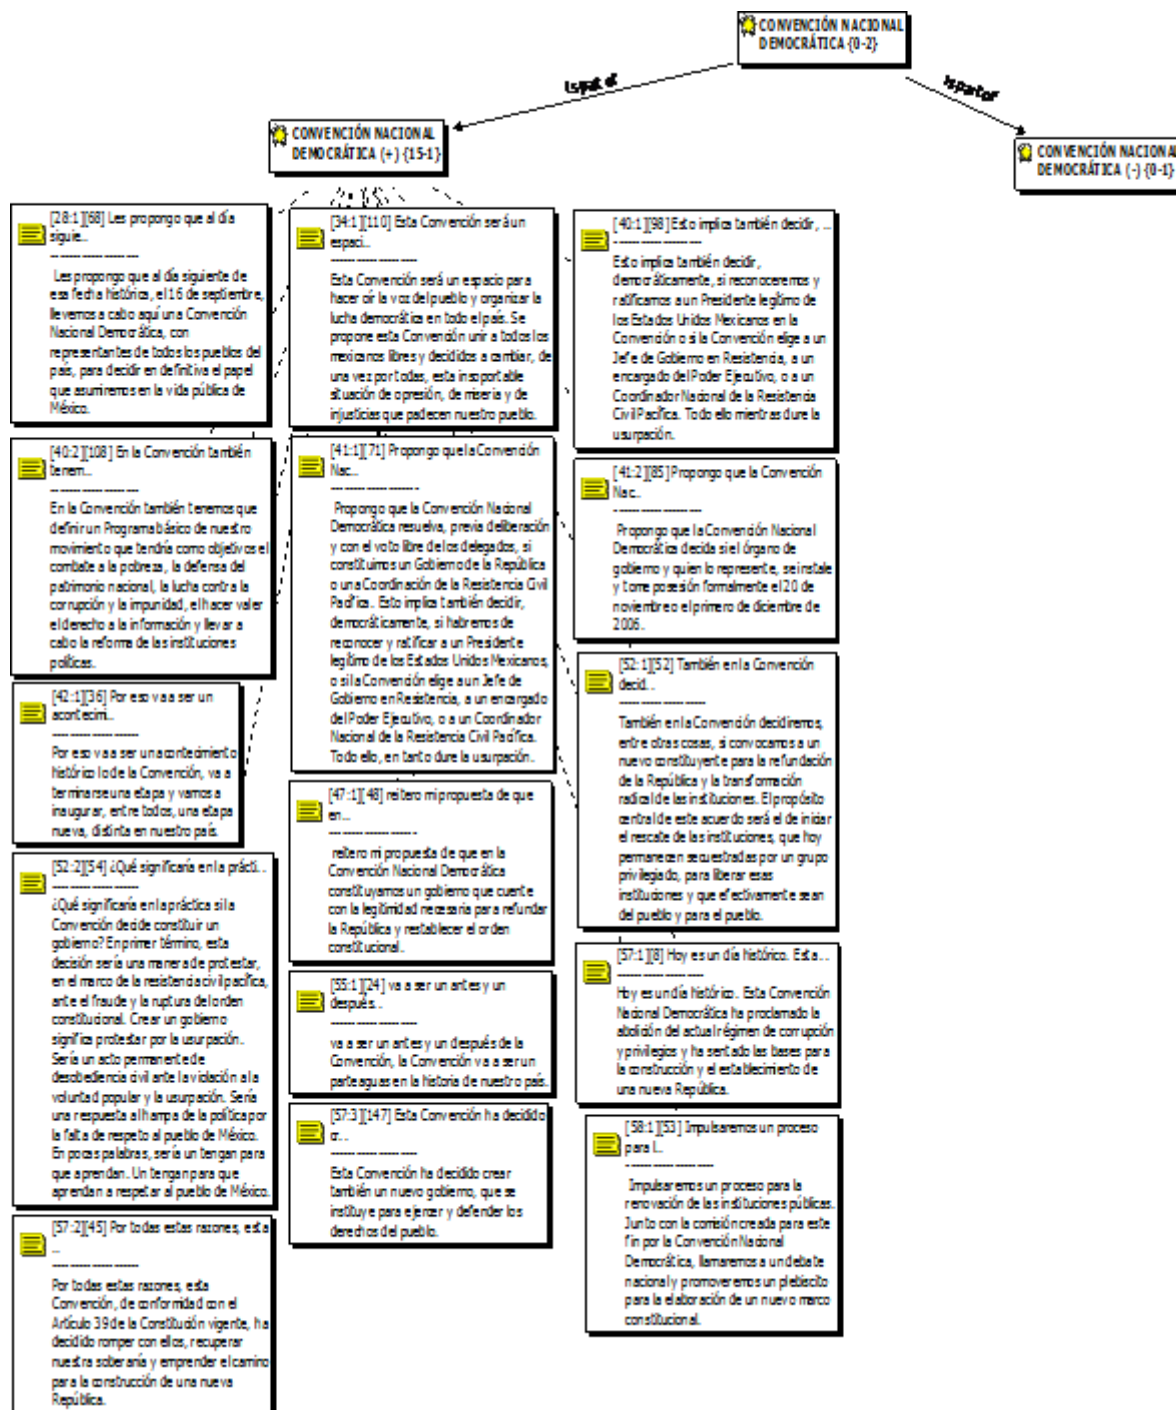 CONVENCIÓN NACIONAL
DEMOCRÁTICA {0-2}
is part of
is part of
CONVENCIÓN NACIONAL
DEMOCRÁTICA (+) {15-1}
CONVENCIÓN NACIONAL
DEMOCRÁTICA (-) {0-1}
[28:1][68] Les propongo que al día
siguie...
--------------------
Les propongo que al día siguiente de
esa fecha histórica, el 16 de septiembre,
llevemos a cabo aquí una Convención
Nacional Democrática, con
representantes de todos los pueblos del
país, para decidir en definitiva el papel
que asumiremos en la vida pública de
México.
[40:2][108] En la Convención también
tenem...
--------------------
En la Convención también tenemos que
definir un Programa básico de nuestro
movimiento que tendría como objetivos el
combate a la pobreza, la defensa del
patrimonio nacional, la lucha contra la
corrupción y la impunidad, el hacer valer
el derecho a la información y llevar a
cabo la reforma de las instituciones
políticas.
[42:1][36] Por eso va a ser un
acontecimi...
--------------------
Por eso va a ser un acontecimiento
histórico lo de la Convención, va a
terminarse una etapa y vamos a
inaugurar, entre todos, una etapa
nueva, distinta en nuestro país.
[52:2][54] ¿Qué significaría en la prácti...
--------------------
¿Qué significaría en la práctica si la
Convención decide constituir un
gobierno? En primer término, esta
decisión sería una manera de protestar,
en el marco de la resistencia civil pacífica,
ante el fraude y la ruptura del orden
constitucional. Crear un gobierno
significa protestar por la usurpación.
Sería un acto permanente de
desobediencia civil ante la violación a la
voluntad popular y la usurpación. Sería
una respuesta al hampa de la política por
la falta de respeto al pueblo de México.
En pocas palabras, sería un tengan para
que aprendan. Un tengan para que
aprendan a respetar al pueblo de México.
[57:2][45] Por todas estas razones, esta
...
--------------------
Por todas estas razones, esta
Convención, de conformidad con el
Artículo 39 de la Constitución vigente, ha
decidido romper con ellos, recuperar
nuestra soberanía y emprender el camino
para la construcción de una nueva
República.
[34:1][110] Esta Convención será un
espaci...
--------------------
Esta Convención será un espacio para
hacer oír la voz del pueblo y organizar la
lucha democrática en todo el país. Se
propone esta Convención unir a todos los
mexicanos libres y decididos a cambiar, de
una vez por todas, esta insoportable
situación de opresión, de miseria y de
injusticias que padecen nuestro pueblo.
[41:1][71] Propongo que la Convención
Nac...
--------------------
Propongo que la Convención Nacional
Democrática resuelva, previa deliberación
y con el voto libre de los delegados, si
constituimos un Gobierno de la República
o una Coordinación de la Resistencia Civil
Pacífica. Esto implica también decidir,
democráticamente, si habremos de
reconocer y ratificar a un Presidente
legítimo de los Estados Unidos Mexicanos,
o si la Convención elige a un Jefe de
Gobierno en Resistencia, a un encargado
del Poder Ejecutivo, o a un Coordinador
Nacional de la Resistencia Civil Pacífica.
Todo ello, en tanto dure la usurpación.
[47:1][48] reitero mi propuesta de que
en...
--------------------
reitero mi propuesta de que en la
Convención Nacional Democrática
constituyamos un gobierno que cuente
con la legitimidad necesaria para refundar
la República y restablecer el orden
constitucional.
[55:1][24] va a ser un antes y un
después...
--------------------
va a ser un antes y un después de la
Convención, la Convención va a ser un
parteaguas en la historia de nuestro país.
[57:3][147] Esta Convención ha decidido
cr...
--------------------
Esta Convención ha decidido crear
también un nuevo gobierno, que se
instituye para ejercer y defender los
derechos del pueblo.
[40:1][98] Esto implica también decidir, ...
--------------------
Esto implica también decidir,
democráticamente, si reconoceremos y
ratificamos a un Presidente legítimo de
los Estados Unidos Mexicanos en la
Convención o si la Convención elige a un
Jefe de Gobierno en Resistencia, a un
encargado del Poder Ejecutivo, o a un
Coordinador Nacional de la Resistencia
Civil Pacífica. Todo ello mientras dure la
usurpación.
[41:2][85] Propongo que la Convención
Nac...
--------------------
Propongo que la Convención Nacional
Democrática decida si el órgano de
gobierno y quien lo represente, se instale
y tome posesión formalmente el 20 de
noviembre o el primero de diciembre de
2006.
[52:1][52] También en la Convención
decid...
--------------------
También en la Convención decidiremos,
entre otras cosas, si convocamos a un
nuevo constituyente para la refundación
de la República y la transformación
radical de las instituciones. El propósito
central de este acuerdo será el de iniciar
el rescate de las instituciones, que hoy
permanecen secuestradas por un grupo
privilegiado, para liberar esas
instituciones y que efectivamente sean
del pueblo y para el pueblo.
[57:1][8] Hoy es un día histórico. Esta...
--------------------
Hoy es un día histórico. Esta Convención
Nacional Democrática ha proclamado la
abolición del actual régimen de corrupción
y privilegios y ha sentado las bases para
la construcción y el establecimiento de
una nueva República.
[58:1][53] Impulsaremos un proceso
para l...
--------------------
Impulsaremos un proceso para la
renovación de las instituciones públicas.
Junto con la comisión creada para este
fin por la Convención Nacional
Democrática, llamaremos a un debate
nacional y promoveremos un plebiscito
para la elaboración de un nuevo marco
constitucional.